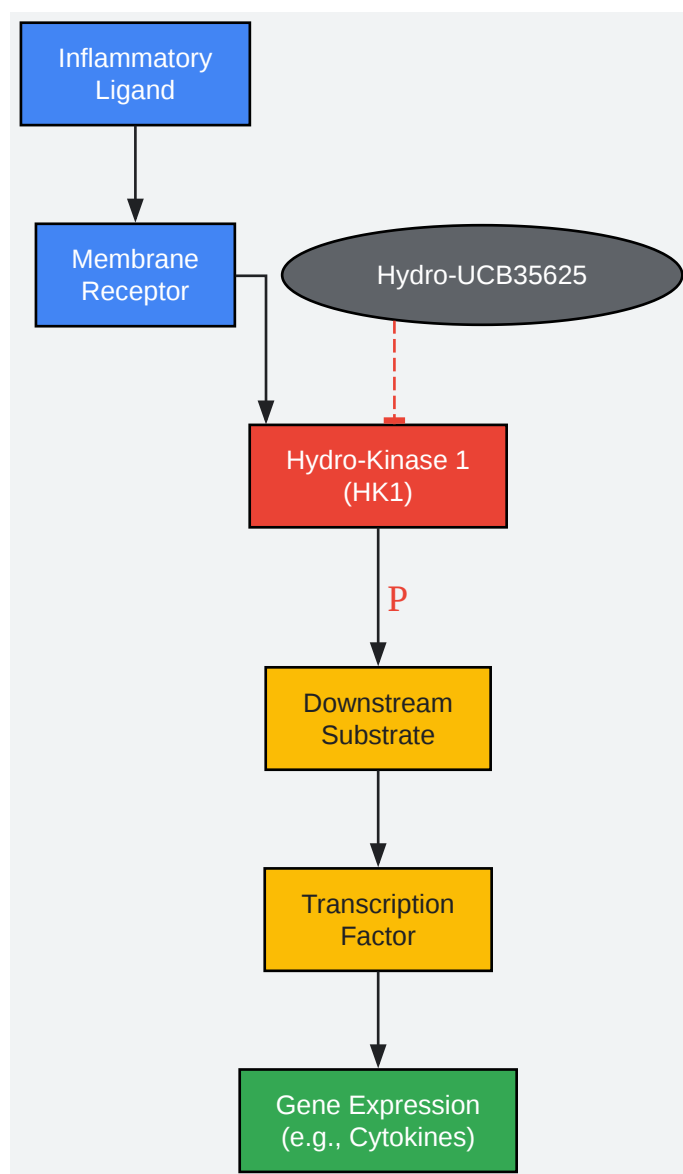 Inflammatory
Ligand
Membrane
Receptor
Hydro-UCB35625
Hydro-Kinase 1
(HK1)
P
Downstream
Substrate
Transcription
Factor
Gene Expression
(e.g., Cytokines)